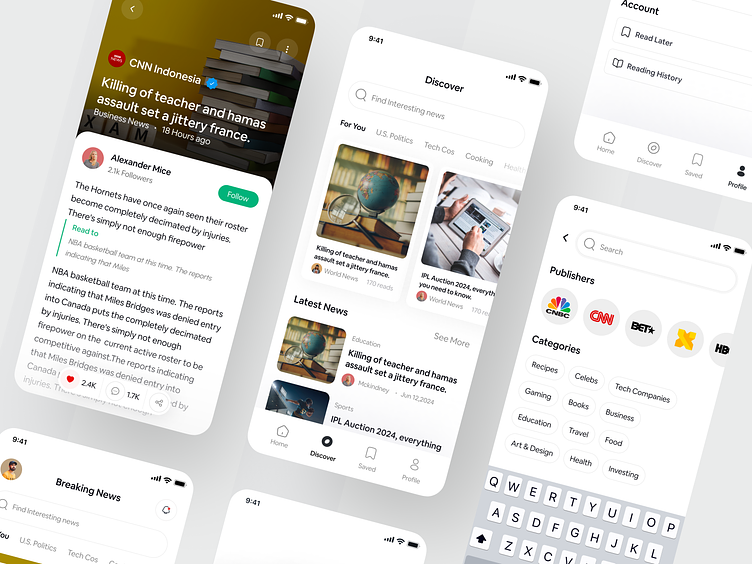 CNN Indonesia
Killing of teacher and hamas
assault set a jittery france.
Business News • 18 Hours ago
Alexander Mice
2.1k Followers
Follow
The Hornets have once again seen their roster
become completely decimated by injuries.
There's simply not enough firepower
Read to
NBA basketball team at this time. The reports
indicating that Miles
NBA basketball team at this time. The reports
indicating that Miles Bridges was denied entry
into Canada puts the completely decimated
by injuries. There's simply not enough
firepower on the current active roster to be
competitive against.The reports indicating
that Miles Bridges was denied entry into
Canada
injuries.
by
2.4K
1.7K
9:41
Discover
Find Interesting news
For You
U.S. Politics
Tech Cos
Cooking
Health
Killing of teacher and hamas
assault set a jittery france.
World News
170 reads
IPL Auction 2024, everyth
you need to know.
World News
Latest News
See More
Education
Killing of teacher and hamas
assault set a jittery france.
Mckindney • Jun 12,2024
Sports
IPL Auction 2024, everything
Home
Discover
Saved
Profile
Account
Read Later
Reading History
Home
Discover
Saved
Profile
9:41
Search
Publishers
CNBC
CNN
BET★
HB
Categories
Recipes
Celebs
Tech Companies
Gaming
Books
Business
Education
Travel
Food
Art & Design
Health
Investing
Q W E R T Y U I O P
A S D F G H J K L
Z X C V
9:41
Breaking News
Find Interesting news
You
U.S. Politics
Tech Cos
9:41